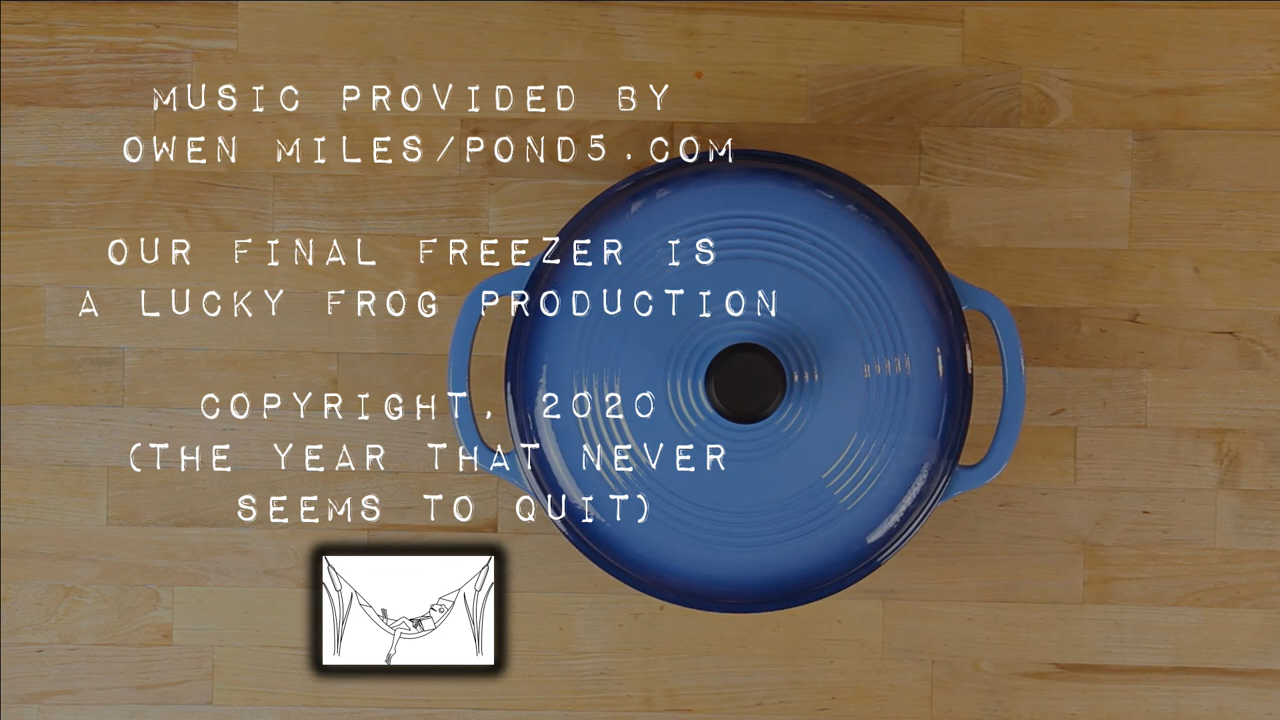 MUSIC PROVIDED BY
OWEN MILES/POND5.COM
OUR FINAL FREEZER IS
A LUCKY FROG PRODUCTION
COPYRIGHT, 2020
(THE YEAR THAT NEVER
SEEMS TO QUIT)